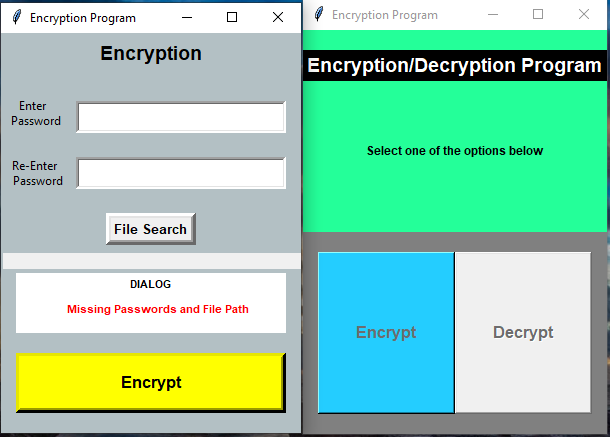 Encryption Program
Encryption
Enter
Password
Re-Enter
Password
File Search
DIALOG
Missing Passwords and File Path
Encrypt
Encryption Program
Encryption/Decryption Program
Select one of the options below
Encrypt
Decrypt